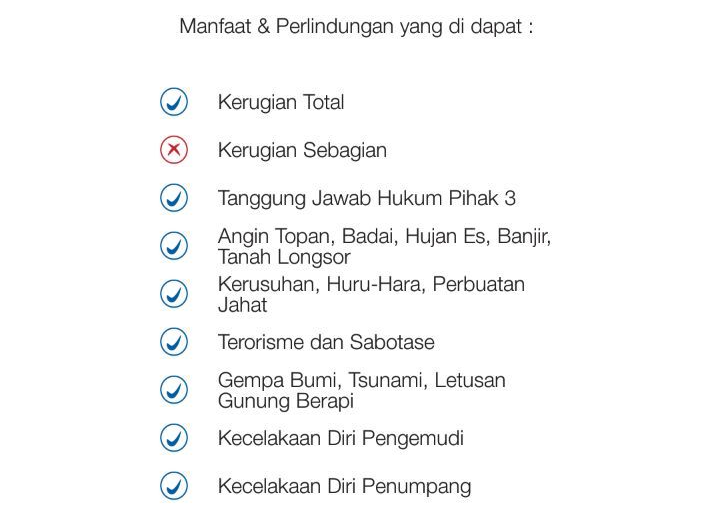 Manfaat & Perlindungan yang di dapat :
Kerugian Total
Kerugian Sebagian
Tanggung Jawab Hukum Pihak 3
Angin Topan, Badai, Hujan Es, Banjir,
Tanah Longsor
Kerusuhan, Huru-Hara, Perbuatan
Jahat
Terorisme dan Sabotase
Gempa Bumi, Tsunami, Letusan
Gunung Berapi
Kecelakaan Diri Pengemudi
Kecelakaan Diri Penumpang